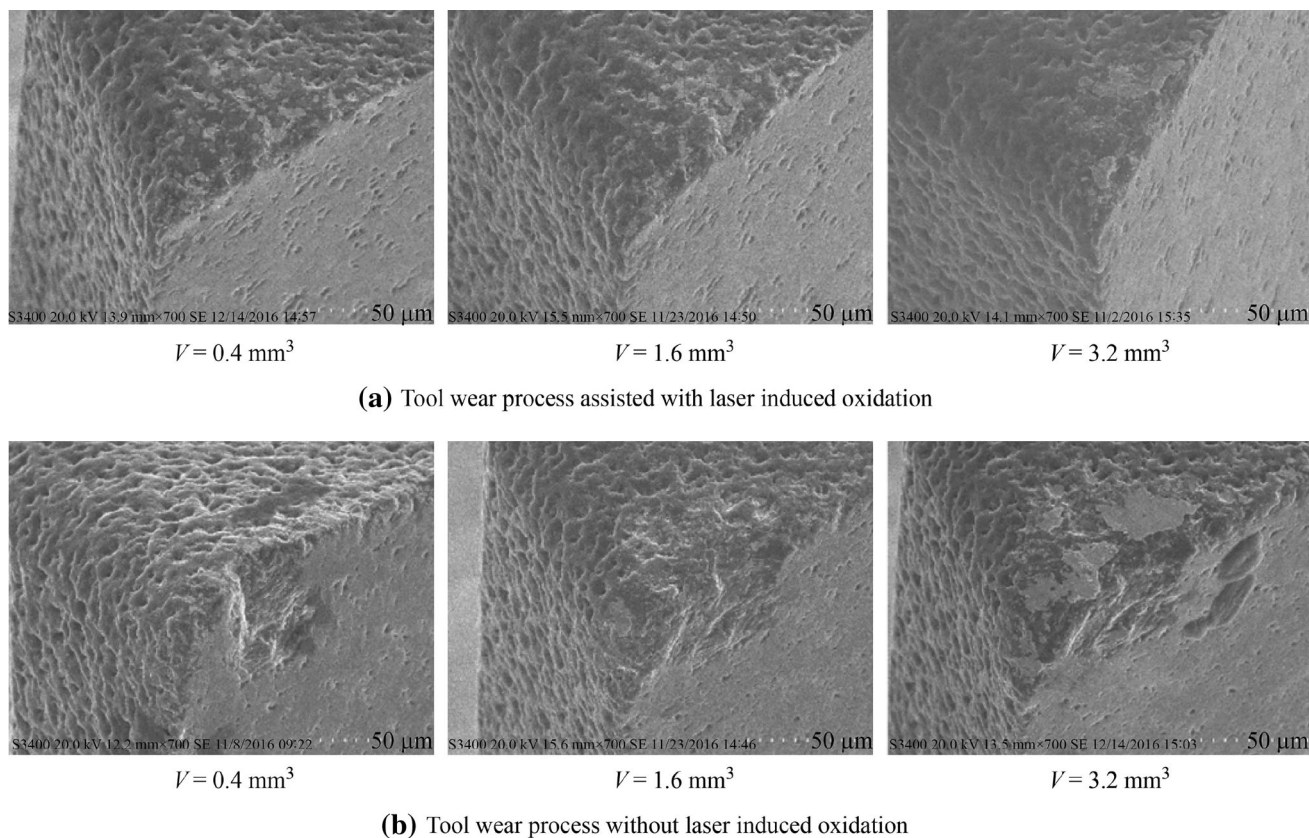 S3400 20.0 kV 13.9 mm×700 SE 12/14/2016 14:57 50 μm
S3400 20.0 kV 15.5 mm×700 SE 11/23/2016 14:50 50 μm
S3400 20.0 kV 14.1 mm×700 SE 11/2/2016 15:35 50 μm
V = 0.4 mm³
V = 1.6 mm³
V = 3.2 mm³
(a) Tool wear process assisted with laser induced oxidation
S3400 20.0 kV 12.2 mm×700 SE 11/8/2016 09:22 50 μm
S3400 20.0 kV 15.6 mm×700 SE 11/23/2016 14:46 50 μm
S3400 20.0 kV 13.5 mm×700 SE 12/14/2016 15:03 50 μm
V = 0.4 mm³
V = 1.6 mm³
V = 3.2 mm³
(b) Tool wear process without laser induced oxidation